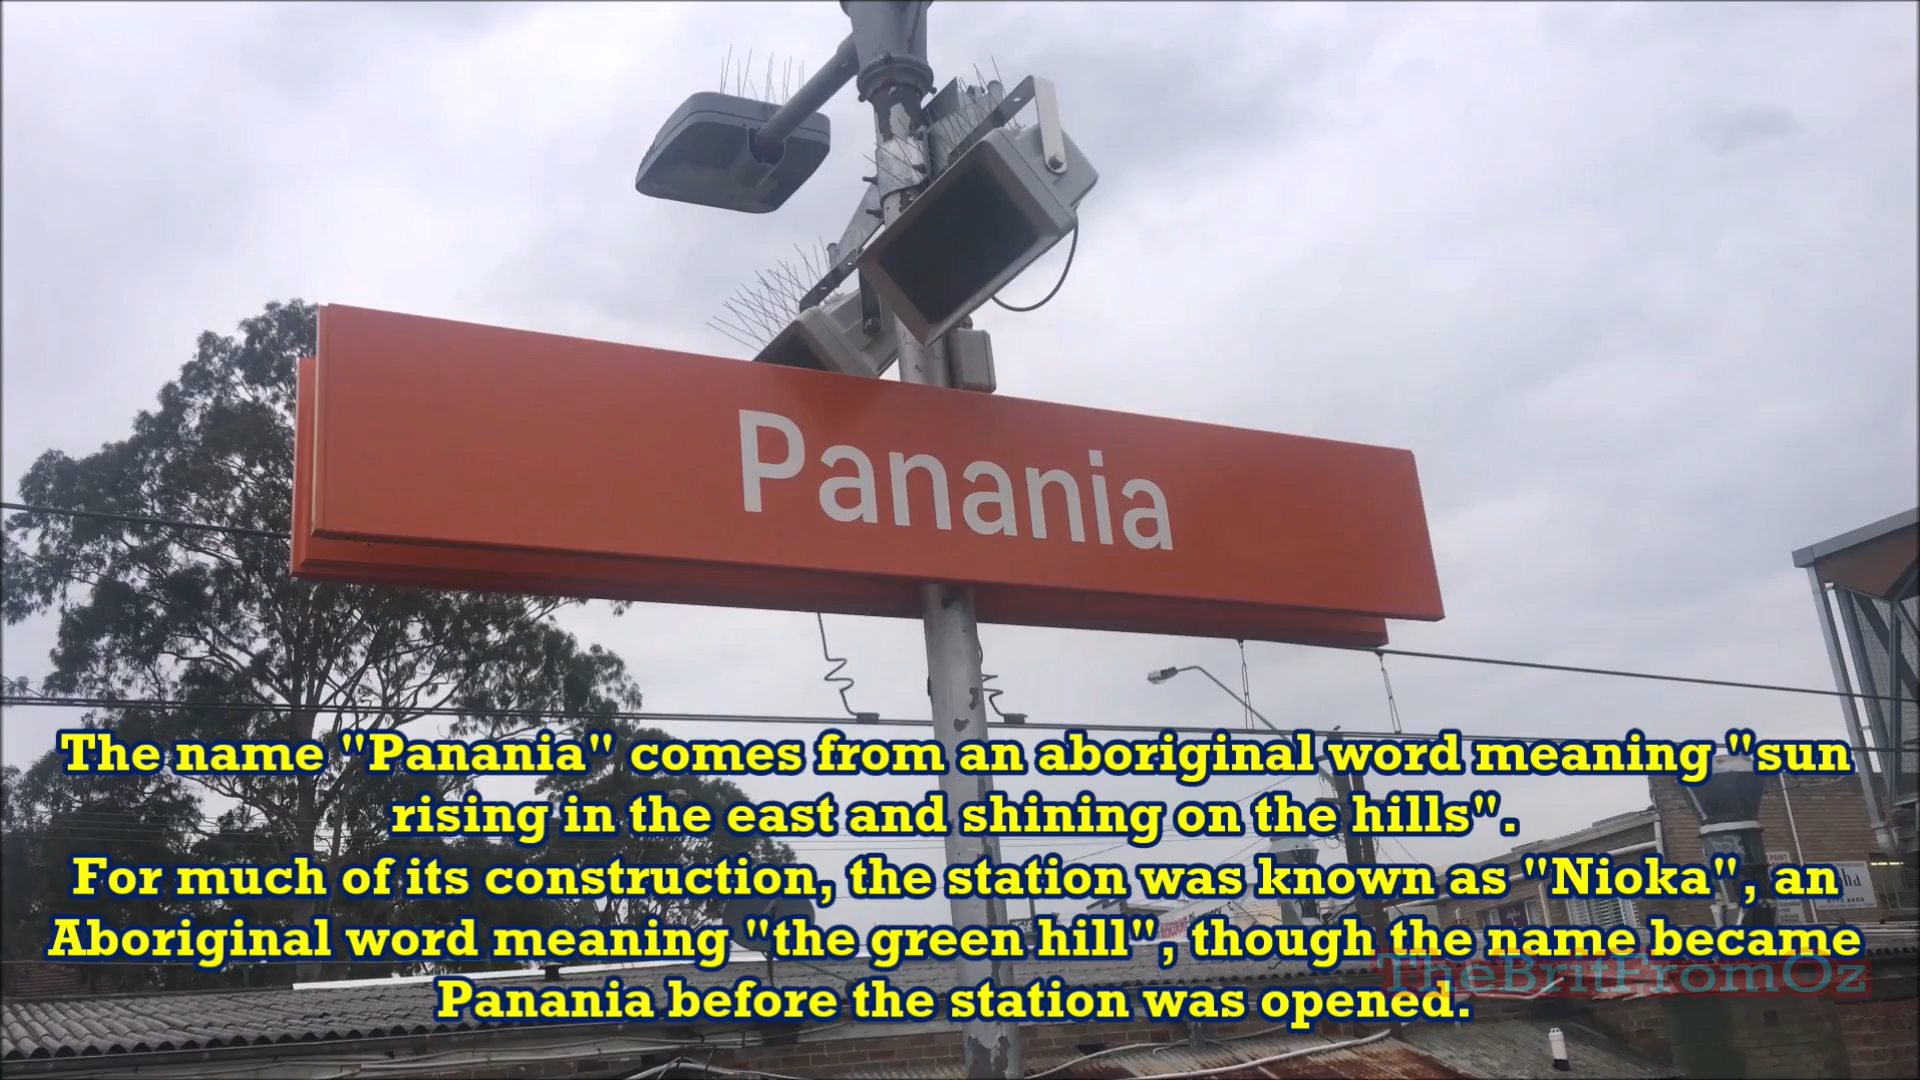 Panania
The name "Panania" comes from an aboriginal word meaning "sun
rising in the east and shining on the hills".
For much of its construction, the station was known as "Nioka", an
Aboriginal word meaning "the green hill", though the name became
Panania before the station was opened.
TheBritFromOz